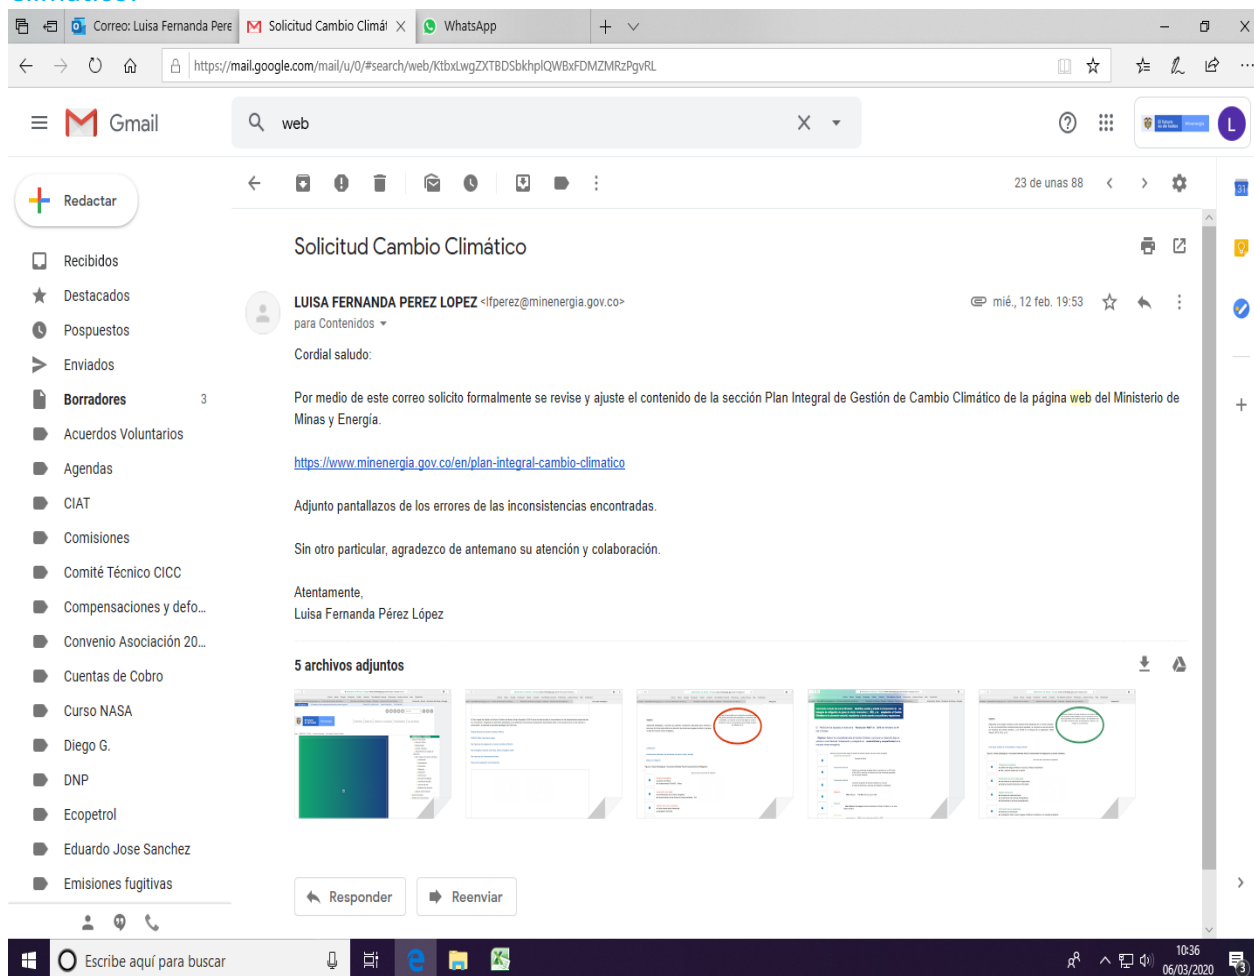 Correo: Luisa Fernanda Pere
Solicitud Cambio Climát
WhatsApp
https://mail.google.com/mail/u/0/#search/web/KtbxLwgZXTBDSbkhplQWBxFDMZMRzPgvRL
Gmail
web
L
Redactar
23 de unas 88
31
Solicitud Cambio Climático
Recibidos
Destacados
Pospuestos
Enviados
Borradores 3
Acuerdos Voluntarios
Agendas
CIAT
Comisiones
Comité Técnico CICC
Compensaciones y defo...
Convenio Asociación 20...
Cuentas de Cobro
Curso NASA
Diego G.
DNP
Ecopetrol
Eduardo Jose Sanchez
Emisiones fugitivas
LUISA FERNANDA PEREZ LOPEZ <lfperez@minenergia.gov.co>
mié., 12 feb. 19:53
para Contenidos
Cordial saludo:
Por medio de este correo solicito formalmente se revise y ajuste el contenido de la sección Plan Integral de Gestión de Cambio Climático de la página web del Ministerio de
Minas y Energía.
https://www.minenergia.gov.co/en/plan-integral-cambio-climatico
Adjunto pantallazos de los errores de las inconsistencias encontradas.
Sin otro particular, agradezco de antemano su atención y colaboración.
Atentamente,
Luisa Fernanda Pérez López
5 archivos adjuntos
Responder
Reenviar
Escribe aquí para buscar
10:36
06/03/2020
3